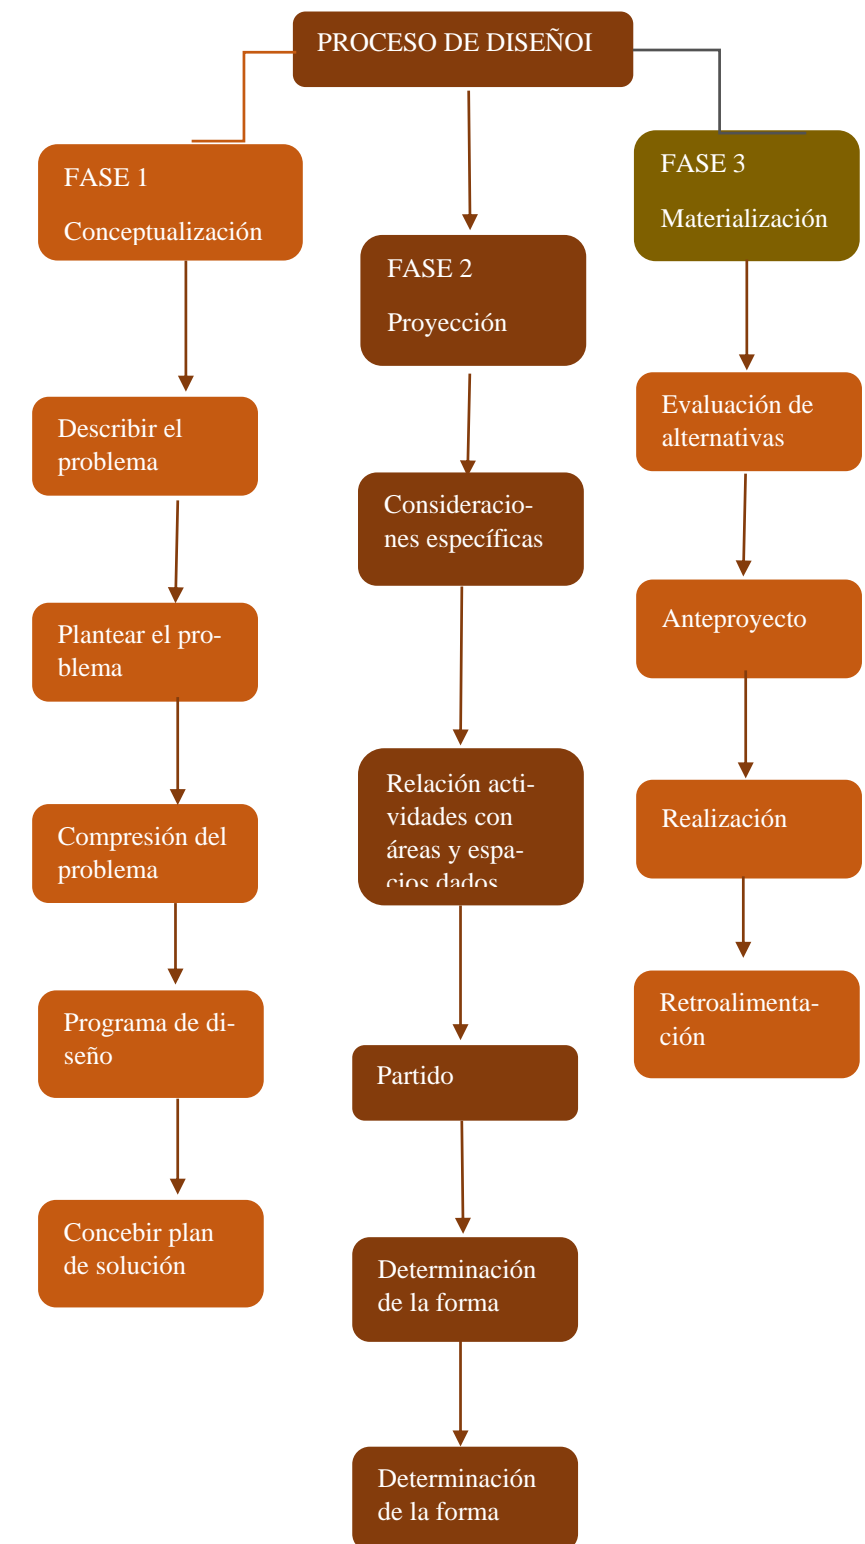 PROCESO DE DISEÑOI
FASE 1
Conceptualización
Describir el
problema
Plantear el pro-
blema
Compresión del
problema
Programa de di-
seño
Concebir plan
de solución
FASE 2
Proyección
Consideracio-
nes específicas
Relación acti-
vidades con
áreas y espa-
cios dados
Partido
Determinación
de la forma
Determinación
de la forma
FASE 3
Materialización
Evaluación de
alternativas
Anteproyecto
Realización
Retroalimenta-
ción